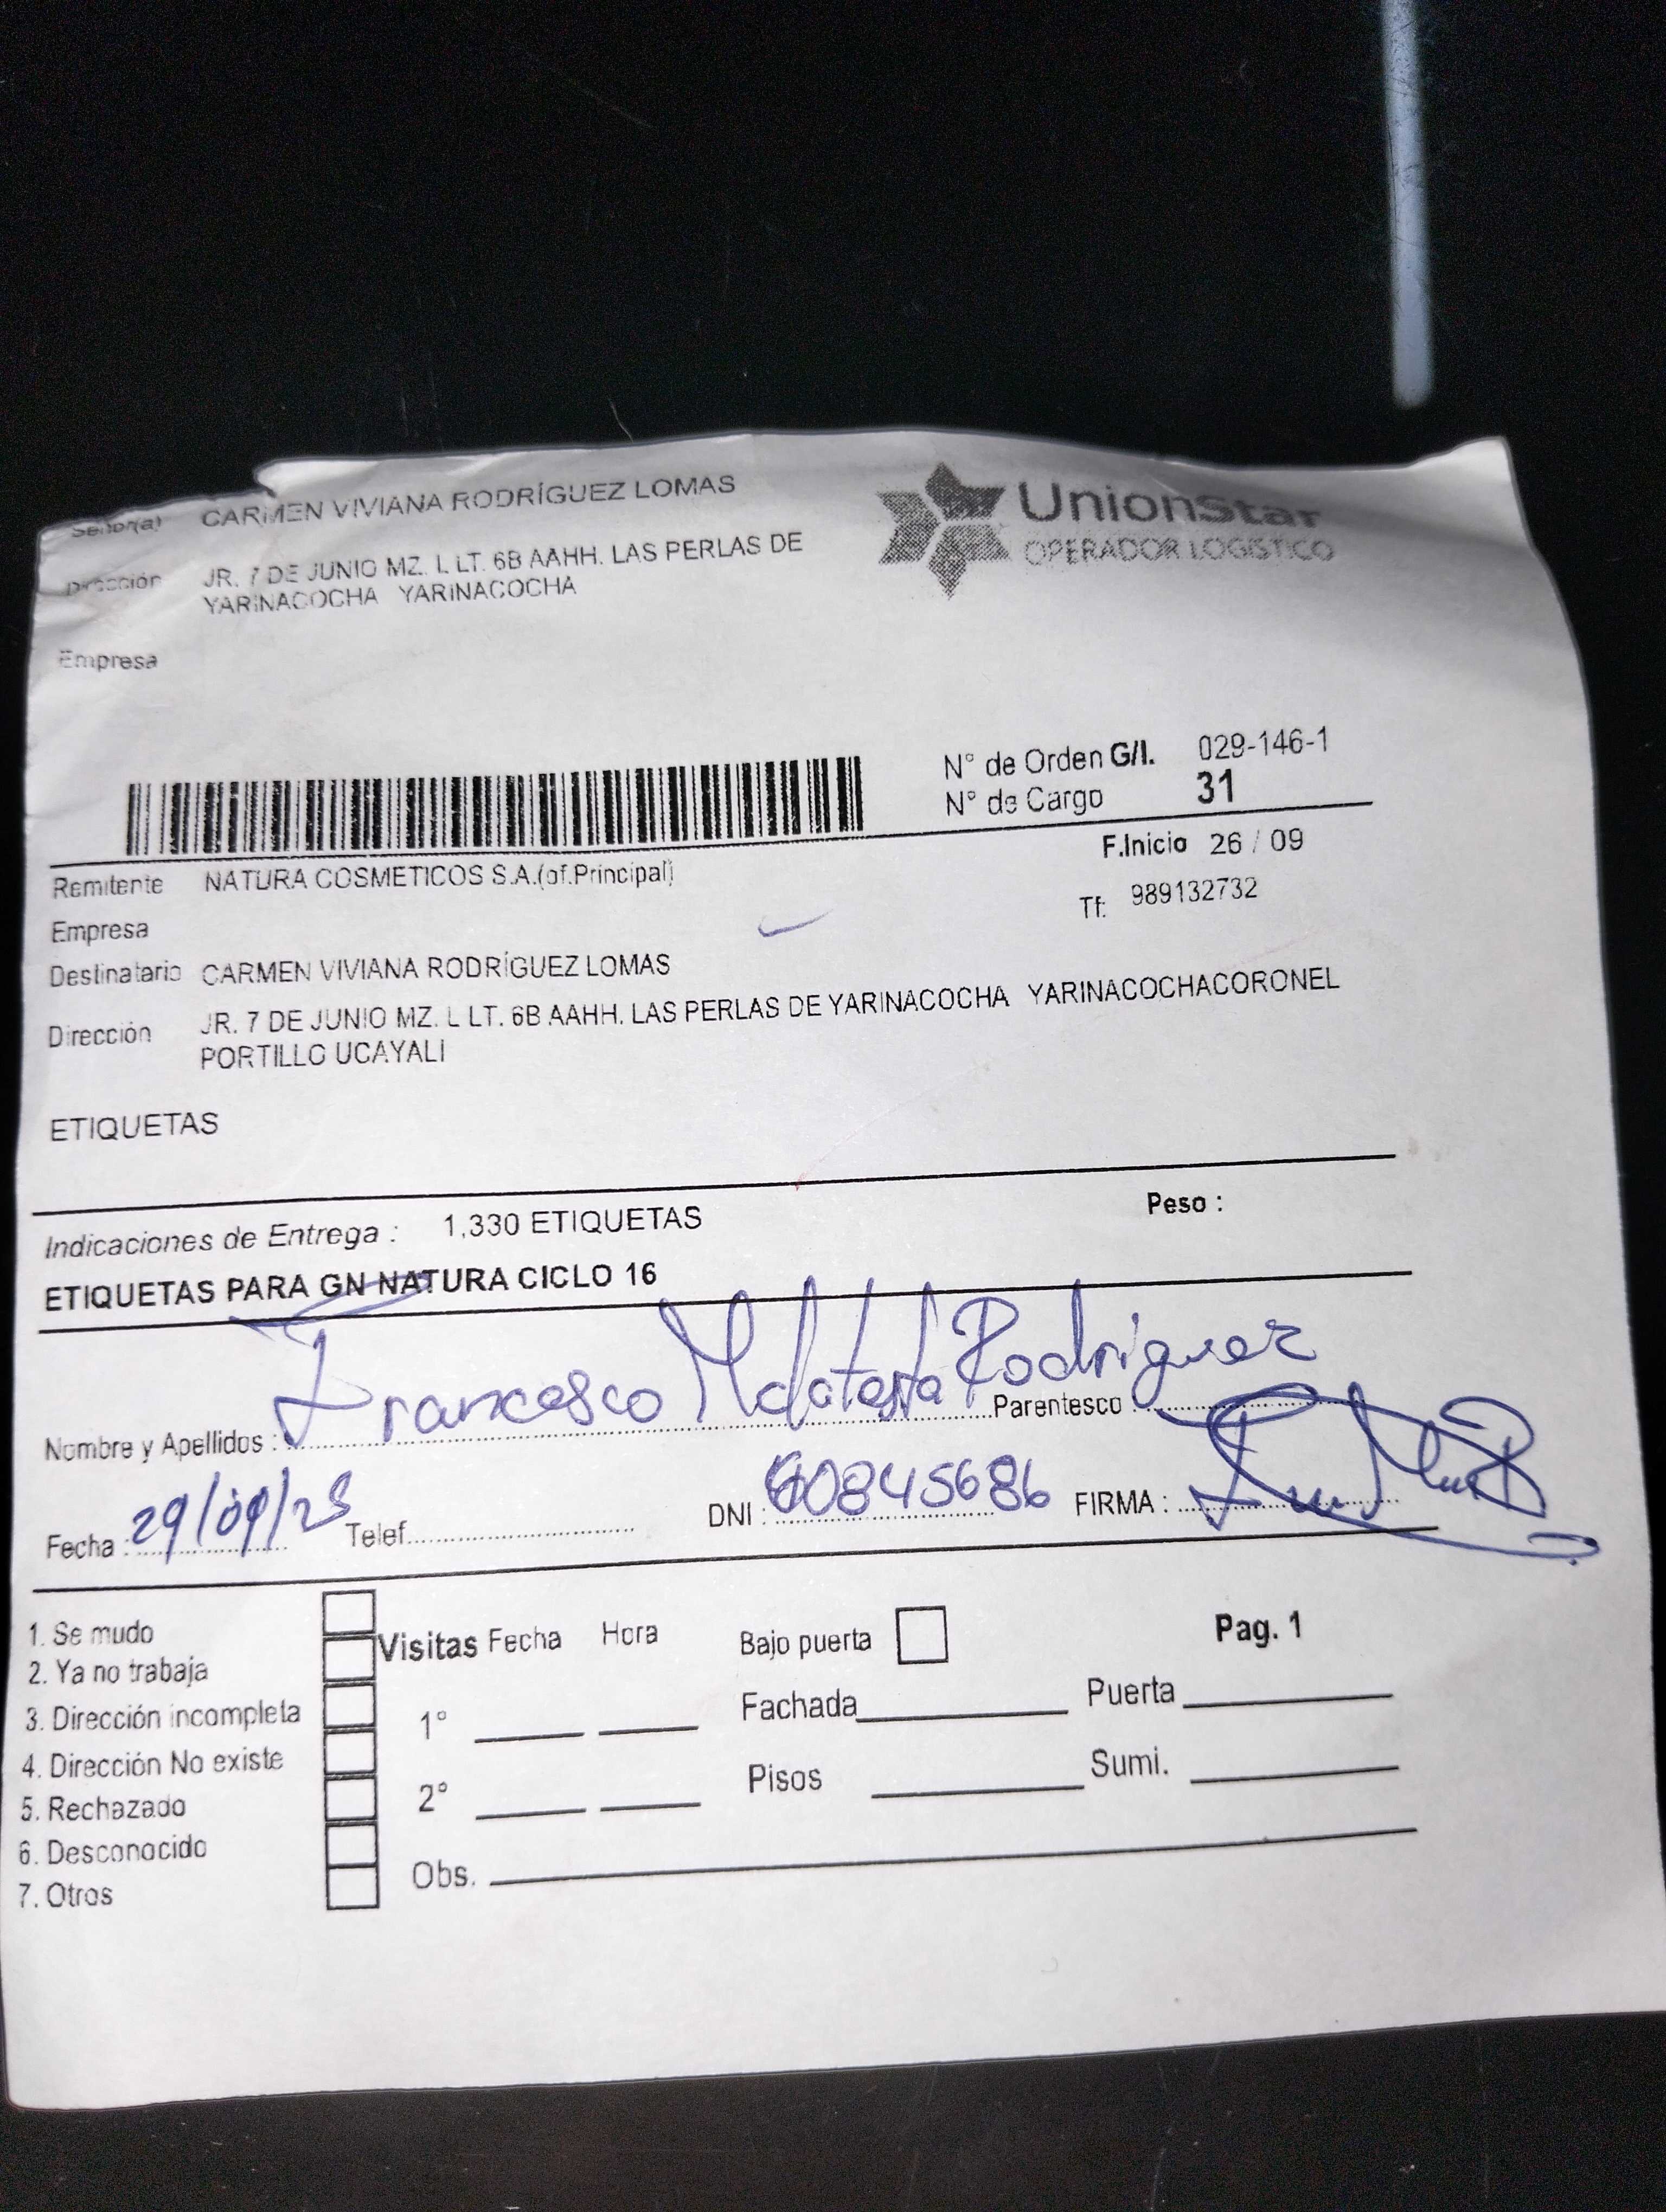 Señor(a) CARMEN VIVIANA RODRÍGUEZ LOMAS
UnionStar
OPERADOR LOGISTICO
Dirección JR. 7 DE JUNIO MZ. L LT. 6B AAHH. LAS PERLAS DE
YARINACOCHA YARINACOCHA
Empresa
N° de Orden G/I. 029-146-1
N° de Cargo 31
F.Inicio 26 / 09
Remitente NATURA COSMETICOS S.A.(of.Principal)
Tf: 989132732
Empresa
Destinatario CARMEN VIVIANA RODRÍGUEZ LOMAS
Dirección JR. 7 DE JUNIO MZ. L LT. 6B AAHH. LAS PERLAS DE YARINACOCHA YARINACOCHACORONEL
PORTILLO UCAYALI
ETIQUETAS
Indicaciones de Entrega : 1,330 ETIQUETAS Peso :
ETIQUETAS PARA GN NATURA CICLO 16
Nombre y Apellidos : Francesco Rodriguez Parentesco :
Fecha : 29/09/25 Telef. DNI : 60845686 FIRMA :
1. Se mudo
2. Ya no trabaja
3. Dirección incompleta
4. Dirección No existe
5. Rechazado
6. Desconocido
7. Otros
Visitas Fecha Hora
1°
2°
Obs.
Bajo puerta Pag. 1
Fachada Puerta
Pisos Sumi.